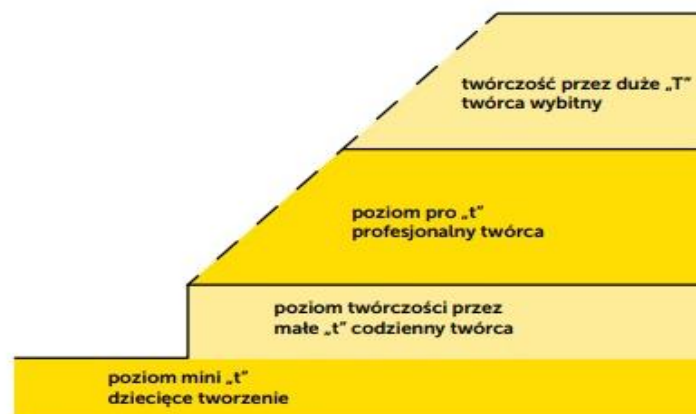 twórczość przez duże „T”
twórca wybitny
poziom pro „t”
profesjonalny twórca
poziom twórczości przez
małe „t” codzienny twórca
poziom mini „t”
dziecięce tworzenie